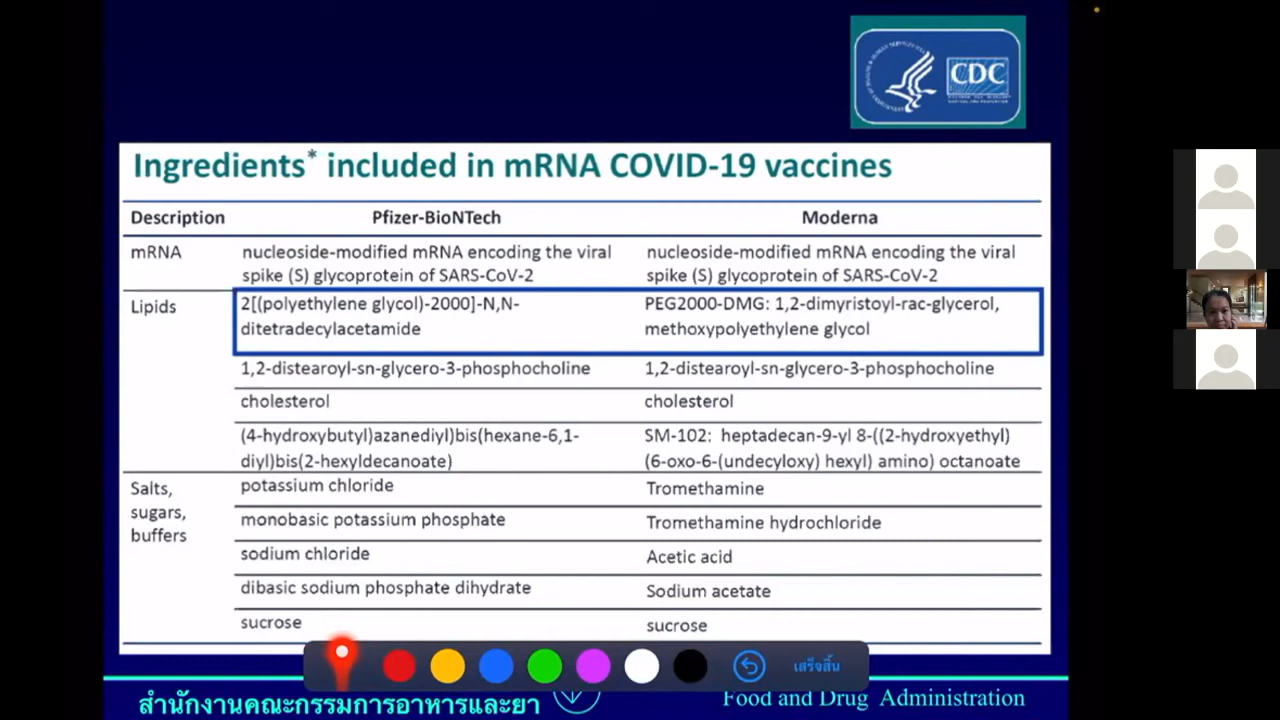 CDC
Ingredients* included in mRNA COVID-19 vaccines
Description Pfizer-BioNTech Moderna
mRNA nucleoside-modified mRNA encoding the viral nucleoside-modified mRNA encoding the viral
spike (S) glycoprotein of SARS-CoV-2 spike (S) glycoprotein of SARS-CoV-2
Lipids 2[(polyethylene glycol)-2000]-N,N- PEG2000-DMG: 1,2-dimyristoyl-rac-glycerol,
ditetradecylacetamide methoxypolyethylene glycol
1,2-distearoyl-sn-glycero-3-phosphocholine 1,2-distearoyl-sn-glycero-3-phosphocholine
cholesterol cholesterol
(4-hydroxybutyl)azanediyl)bis(hexane-6,1- SM-102: heptadecan-9-yl 8-((2-hydroxyethyl)
diyl)bis(2-hexyldecanoate) (6-oxo-6-(undecyloxy) hexyl) amino) octanoate
Salts, potassium chloride Tromethamine
sugars, monobasic potassium phosphate Tromethamine hydrochloride
buffers sodium chloride Acetic acid
dibasic sodium phosphate dihydrate Sodium acetate
sucrose sucrose
เสร็จสิ้น
สำนักงานคณะกรรมการอาหารและยา Food and Drug Administration